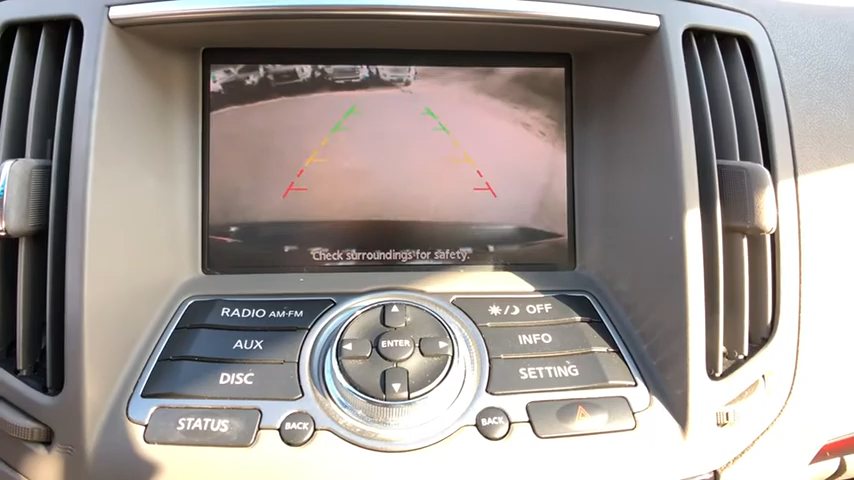 Check surroundings for safety.
RADIO AM•FM
AUX
DISC
STATUS
BACK
ENTER
BACK
OFF
INFO
SETTING